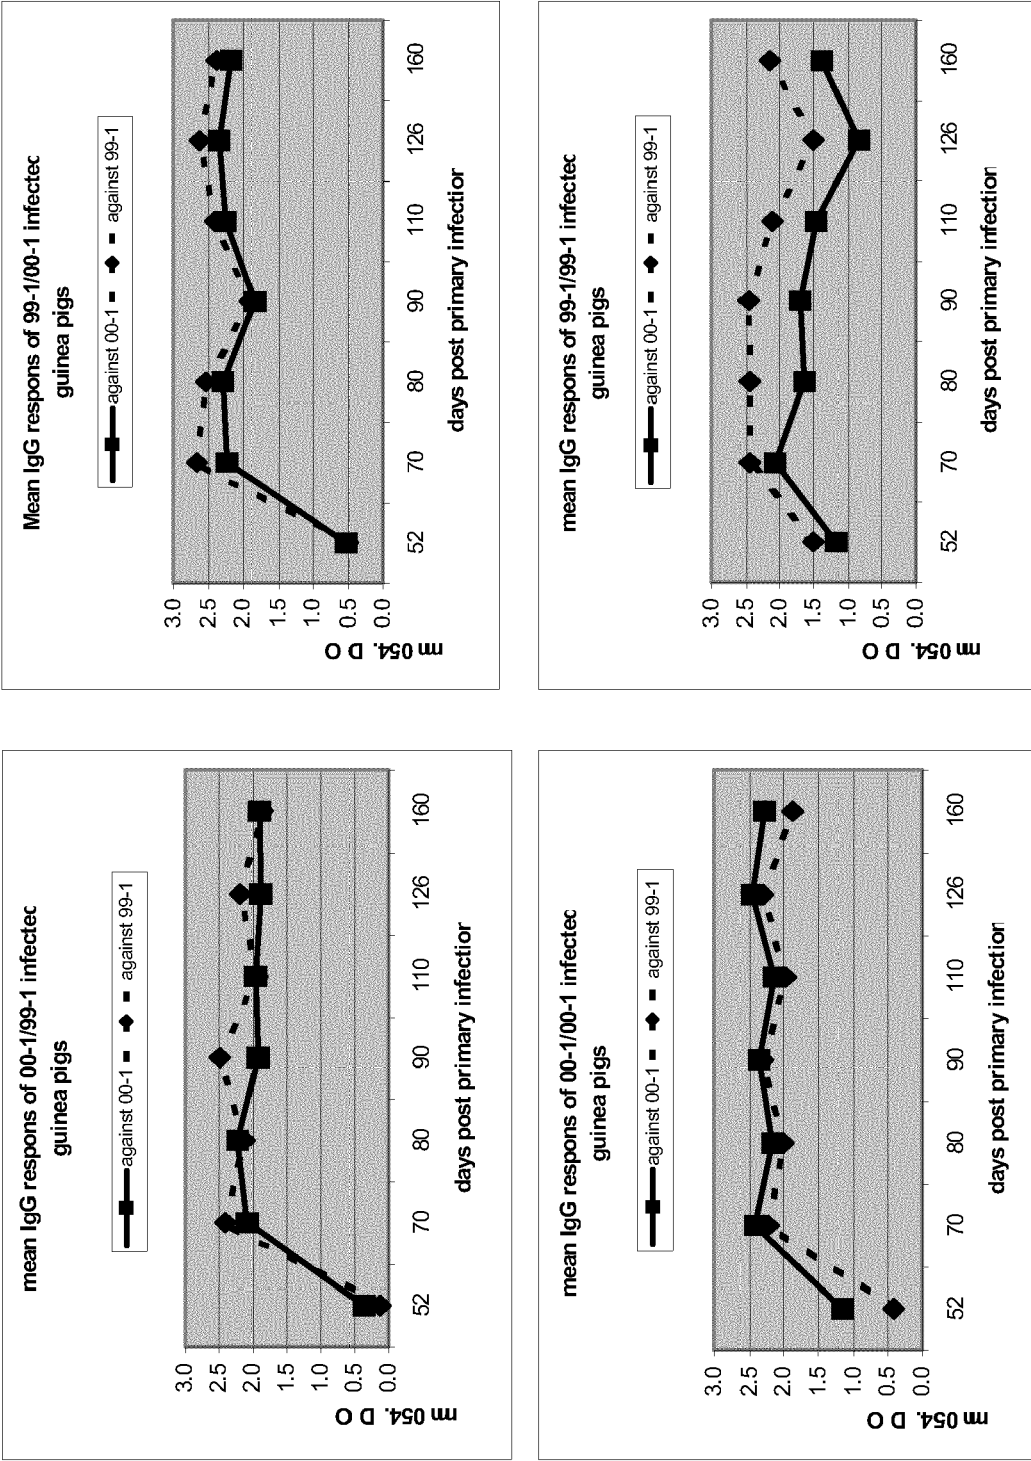 mean IgG respons of 00-1/99-1 infectec
guinea pigs
against 00-1
against 99-1
3.0
2.5
2.0
1.5
1.0
0.5
0.0
O D .450 nm
52 70 80 90 110 126 160
days post primary infectior
Mean IgG respons of 99-1/00-1 infectec
guinea pigs
against 00-1
against 99-1
3.0
2.5
2.0
1.5
1.0
0.5
0.0
O D .450 nm
52 70 80 90 110 126 160
days post primary infectior
mean IgG respons of 00-1/00-1 infectec
guinea pigs
against 00-1
against 99-1
3.0
2.5
2.0
1.5
1.0
0.5
0.0
O D .450 nm
52 70 80 90 110 126 160
days post primary infectior
mean IgG respons of 99-1/99-1 infectec
guinea pigs
against 00-1
against 99-1
3.0
2.5
2.0
1.5
1.0
0.5
0.0
O D .450 nm
52 70 80 90 110 126 160
days post primary infectior